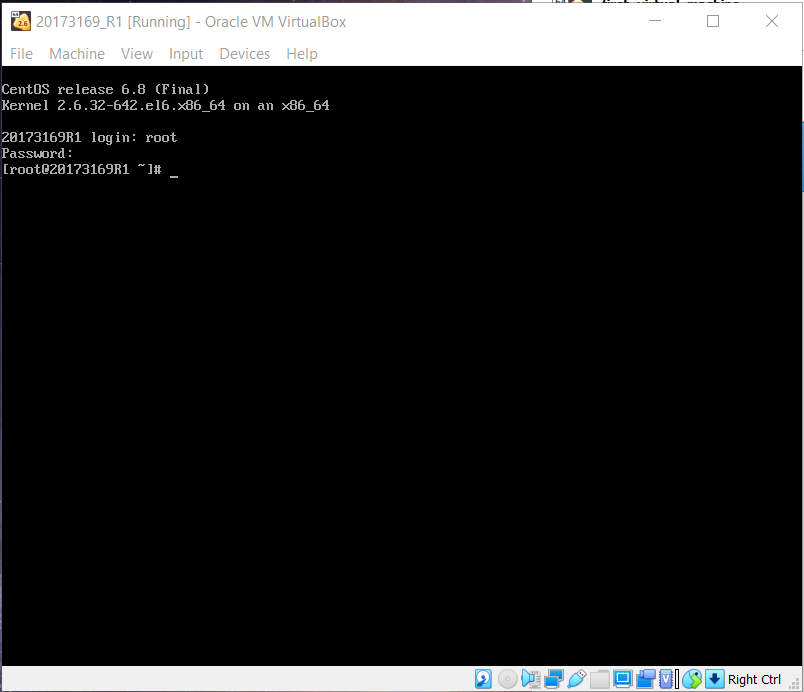 20173169_R1 [Running] - Oracle VM VirtualBox
File Machine View Input Devices Help
CentOS release 6.8 (Final)
Kernel 2.6.32-642.el6.x86_64 on an x86_64
20173169R1 login: root
Password:
[root@20173169R1 ~]# _
Right Ctrl